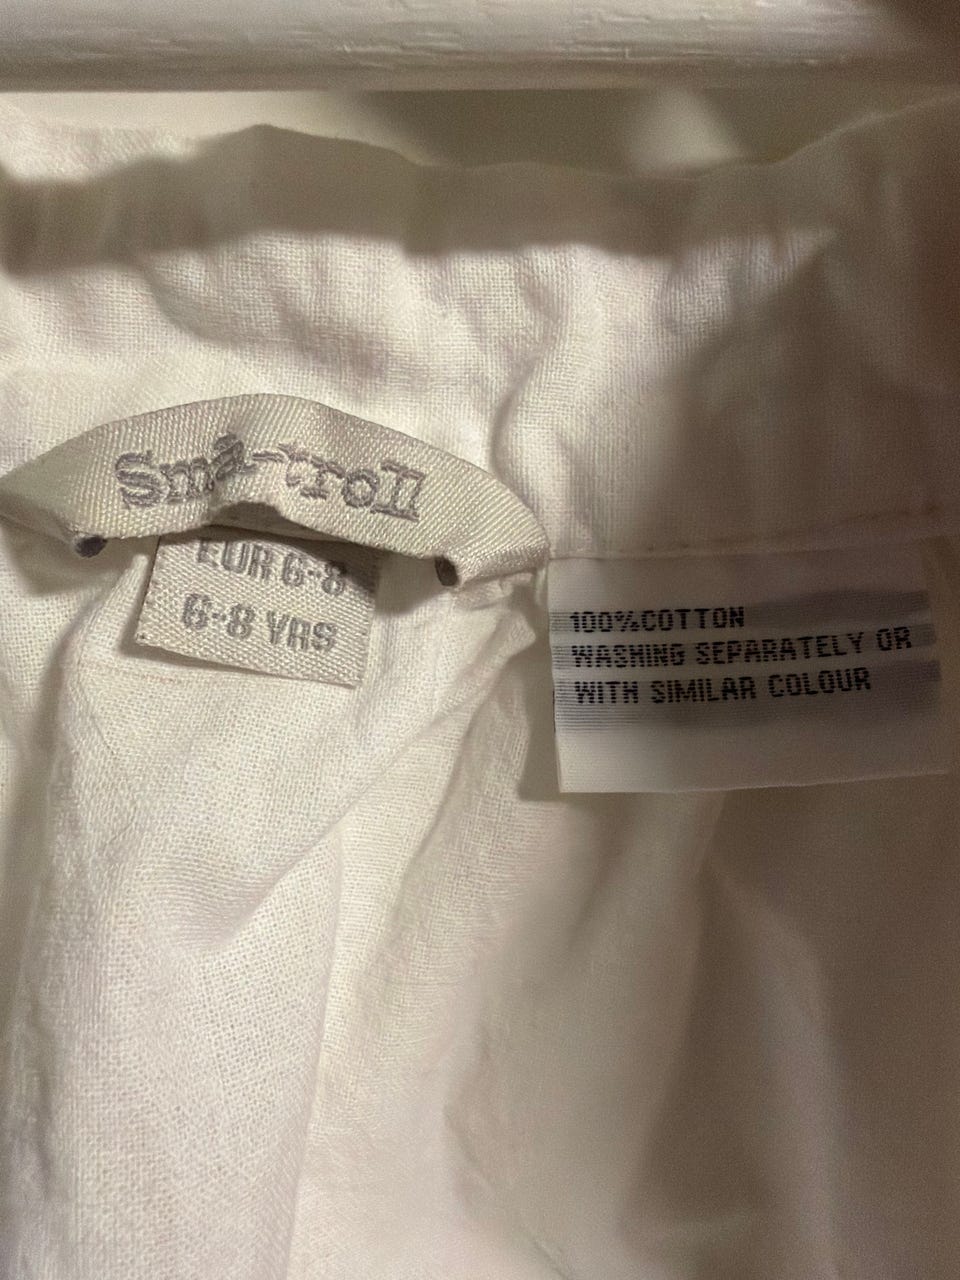 Små-troll
EUR 6-8
6-8 YRS
100%COTTON
WASHING SEPARATELY OR
WITH SIMILAR COLOUR